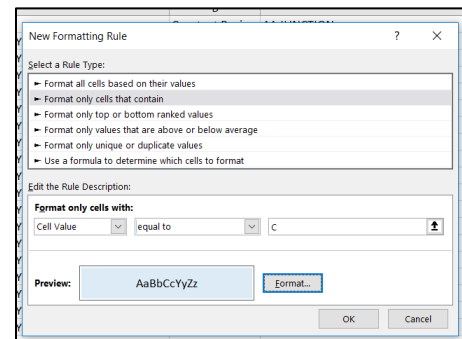 New Formatting Rule ? ×
Select a Rule Type:
► Format all cells based on their values
► Format only cells that contain
► Format only top or bottom ranked values
► Format only values that are above or below average
► Format only unique or duplicate values
► Use a formula to determine which cells to format
Edit the Rule Description:
Format only cells with:
Cell Value equal to C
Preview: AaBbCcYyZz Format...
OK Cancel